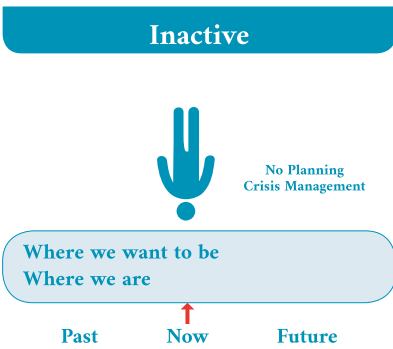 Inactive
No Planning
Crisis Management
Where we want to be
Where we are
Past Now Future